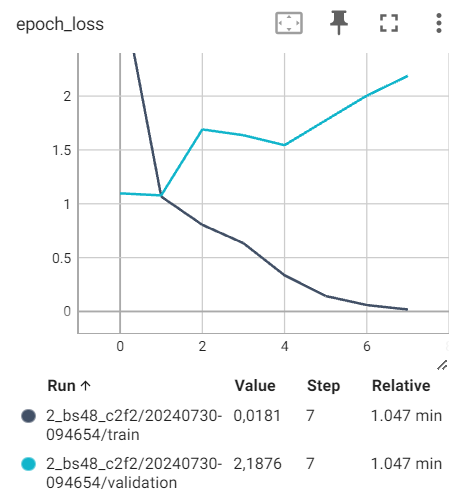 epoch_loss
2
1.5
1
0.5
0
0 2 4 6
Run ↑ Value Step Relative
2_bs48_c2f2/20240730- 0,0181 7 1.047 min
094654/train
2_bs48_c2f2/20240730- 2,1876 7 1.047 min
094654/validation